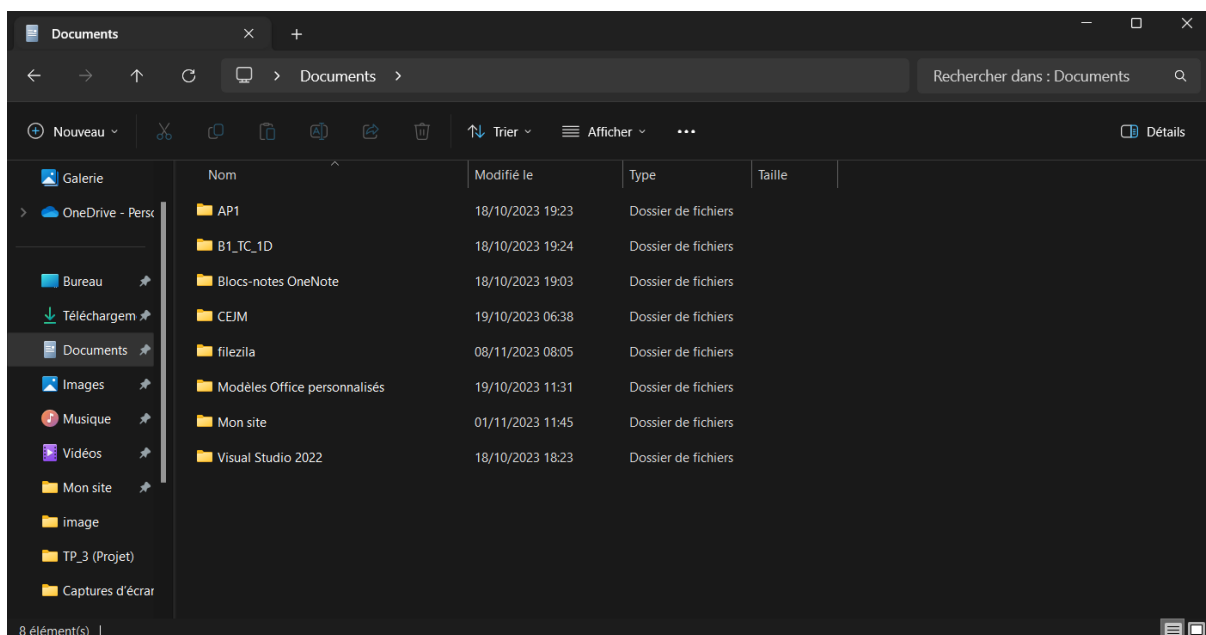 Documents
Documents
Rechercher dans : Documents
Nouveau
Trier
Afficher
Détails
Galerie
OneDrive - Persc
Bureau
Téléchargem
Documents
Images
Musique
Vidéos
Mon site
image
TP_3 (Projet)
Captures d'écrar
Nom Modifié le Type Taille
AP1 18/10/2023 19:23 Dossier de fichiers
B1_TC_1D 18/10/2023 19:24 Dossier de fichiers
Blocs-notes OneNote 18/10/2023 19:03 Dossier de fichiers
CEJM 19/10/2023 06:38 Dossier de fichiers
filezila 08/11/2023 08:05 Dossier de fichiers
Modèles Office personnalisés 19/10/2023 11:31 Dossier de fichiers
Mon site 01/11/2023 11:45 Dossier de fichiers
Visual Studio 2022 18/10/2023 18:23 Dossier de fichiers
8 élément(s)